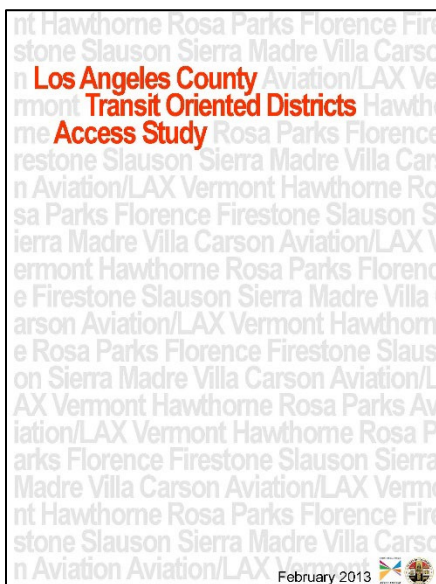 nt Hawthorne Rosa Parks Florence Fire
stone Slauson Sierra Madre Villa Carso
n Los Angeles County Aviation/LAX Ve
rmont Transit Oriented Districts Hawtho
rne Access Study Rosa Parks Florence
restone Slauson Sierra Madre Villa Car
n Aviation/LAX Vermont Hawthorne Ro
sa Parks Florence Firestone Slauson S
ierra Madre Villa Carson Aviation/LAX V
ermont Hawthorne Rosa Parks Florenc
e Firestone Slauson Sierra Madre Villa
arson Aviation/LAX Vermont Hawthorn
e Rosa Parks Florence Firestone Slaus
on Sierra Madre Villa Carson Aviation/L
AX Vermont Hawthorne Rosa Parks Av
iation/LAX Vermont Hawthorne Rosa P
arks Florence Firestone Slauson Sierra
Madre Villa Carson Aviation/LAX Vermo
nt Hawthorne Rosa Parks Florence Fire
stone Slauson Sierra Madre Villa Carso
n Aviation LAX
February 2013